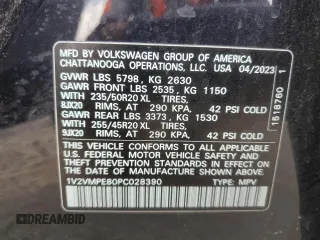 MFD BY VOLKSWAGEN GROUP OF AMERICA
CHATTANOOGA OPERATIONS, LLC. USA 04/2023
GVWR LBS 5798, KG 2630
GAWR FRONT LBS 2535, KG 1150
WITH 235/50R20 XL TIRES,
8JX20 RIMS, AT 290 KPA, 42 PSI COLD
GAWR REAR LBS 3373, KG 1530
WITH 255/45R20 XL TIRES,
9JX20 RIMS, AT 290 KPA, 42 PSI COLD
THIS VEHICLE CONFORMS TO ALL APPLICABLE
FEDERAL MOTOR VEHICLE SAFETY STANDARDS
IN EFFECT ON THE DATE OF MANUFACTURE
SHOWN ABOVE.
1V2VMPE80PC028390 TYPE: MPV
1518760 1
DREAMBID